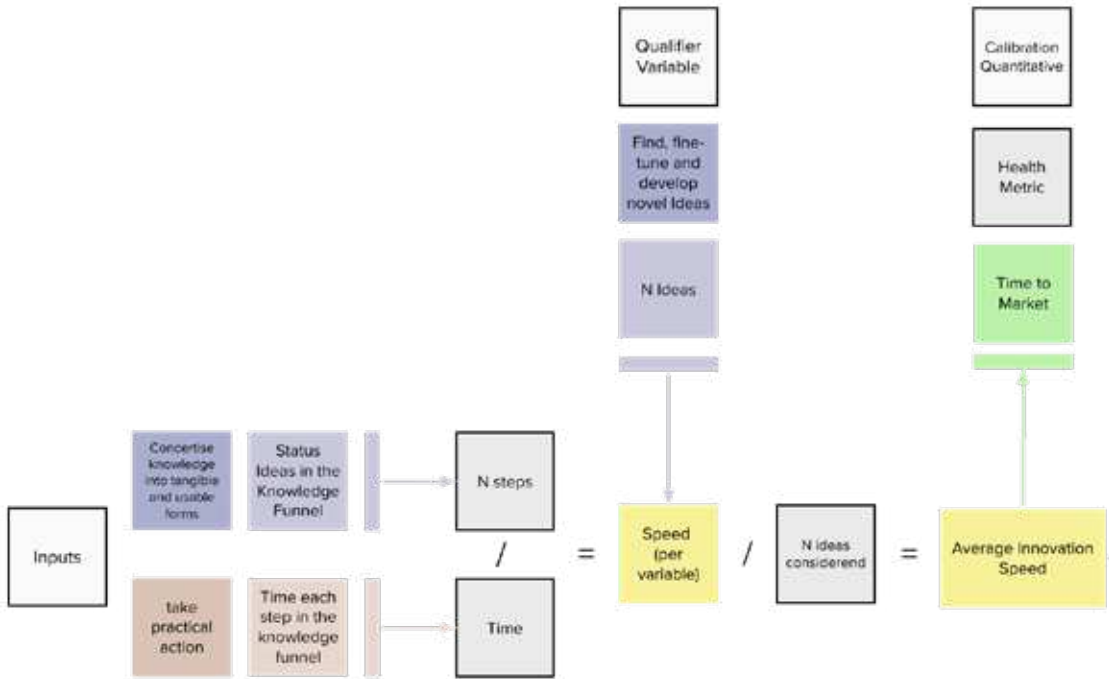 Qualifier
Variable
Calibration
Quantitative
Find, fine-
tune and
develop
novel Ideas
Health
Metric
N Ideas
Time to
Market
Concertise
knowledge
into tangible
and usable
forms
Status
Ideas in the
Knowledge
Funnel
N steps
Inputs
/
=
Speed
(per
variable)
/
N ideas
considerend
=
Average Innovation
Speed
take
practical
action
Time each
step in the
knowledge
funnel
Time